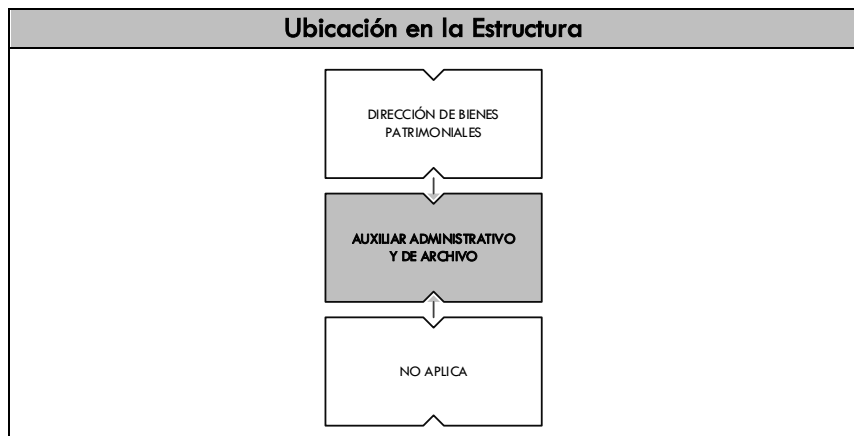 Ubicación en la Estructura
DIRECCIÓN DE BIENES
PATRIMONIALES
AUXILIAR ADMINISTRATIVO
Y DE ARCHIVO
NO APLICA